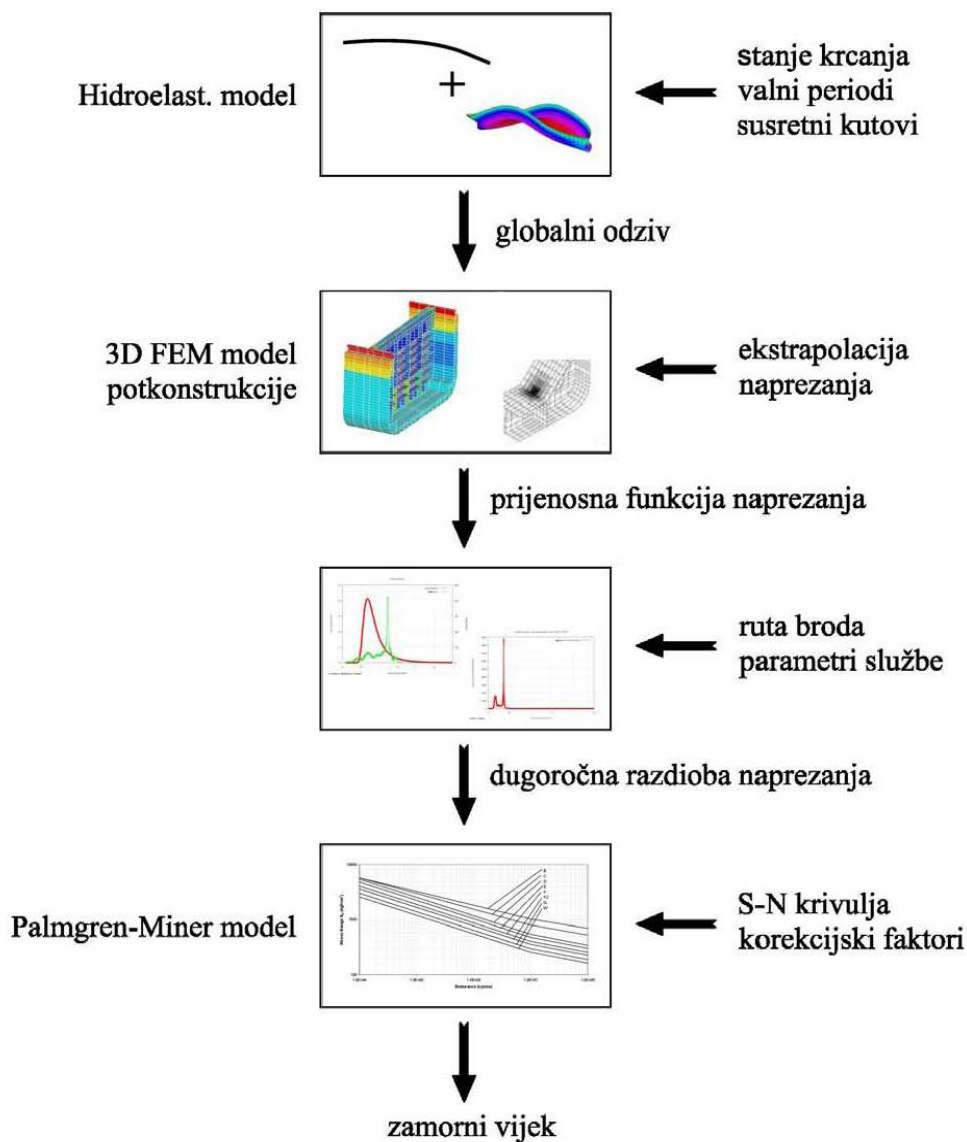 Hidroelast. model
stanje krcanja
valni periodi
susretni kutovi
globalni odziv
3D FEM model
potkonstrukcije
ekstrapolacija
naprezanja
prijenosna funkcija naprezanja
ruta broda
parametri službe
dugoročna razdioba naprezanja
Palmgren-Miner model
S-N krivulja
korekcijski faktori
zamorni vijek